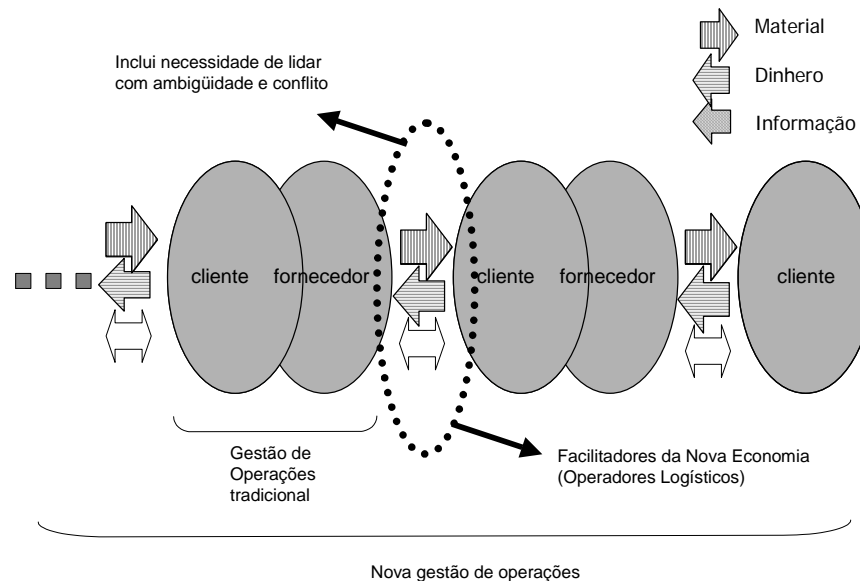 Inclui necessidade de lidar
com ambigüidade e conflito
Material
Dinhero
Informação
cliente
fornecedor
cliente
fornecedor
cliente
Gestão de
Operações
tradicional
Facilitadores da Nova Economia
(Operadores Logísticos)
Nova gestão de operações